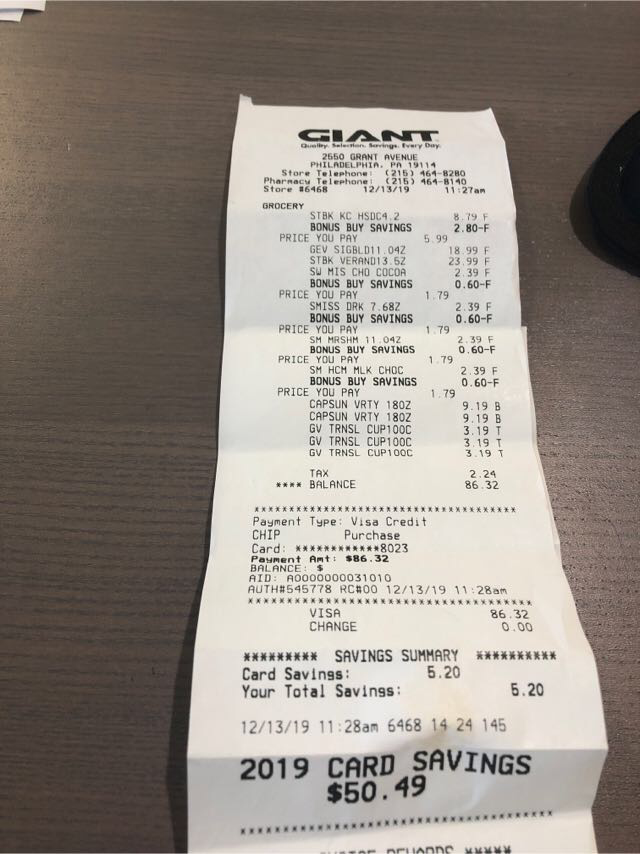 GIANT
Quality. Selection. Savings. Every Day.
2550 GRANT AVENUE
PHILADELPHIA, PA 19114
Store Telephone: (215) 464-8280
Pharmacy Telephone: (215) 464-8140
Store #6468 12/13/19 11:27am
GROCERY
STBK KC HSDC4.2 8.79 F
BONUS BUY SAVINGS 2.80-F
PRICE YOU PAY 5.99
GEV SIGBLD11.04Z 18.99 F
STBK VERAND13.5Z 23.99 F
SW MIS CHO COCOA 2.39 F
BONUS BUY SAVINGS 0.60-F
PRICE YOU PAY 1.79
SMISS DRK 7.68Z 2.39 F
BONUS BUY SAVINGS 0.60-F
PRICE YOU PAY 1.79
SM MRSHM 11.04Z 2.39 F
BONUS BUY SAVINGS 0.60-F
PRICE YOU PAY 1.79
SM HCM MLK CHOC 2.39 F
BONUS BUY SAVINGS 0.60-F
PRICE YOU PAY 1.79
CAPSUN VRTY 18OZ 9.19 B
CAPSUN VRTY 18OZ 9.19 B
GV TRNSL CUP100C 3.19 T
GV TRNSL CUP100C 3.19 T
GV TRNSL CUP100C 3.19 T
TAX 2.24
**** BALANCE 86.32
************************************
Payment Type: Visa Credit
CHIP Purchase
Card: ************8023
Payment Amt: $86.32
BALANCE: $
AID: A0000000031010
AUTH#545778 RC#00 12/13/19 11:28am
************************************
VISA 86.32
CHANGE 0.00
********* SAVINGS SUMMARY **********
Card Savings: 5.20
Your Total Savings: 5.20
12/13/19 11:28am 6468 14 24 145
2019 CARD SAVINGS
$50.49
************************************
REWARDS *****